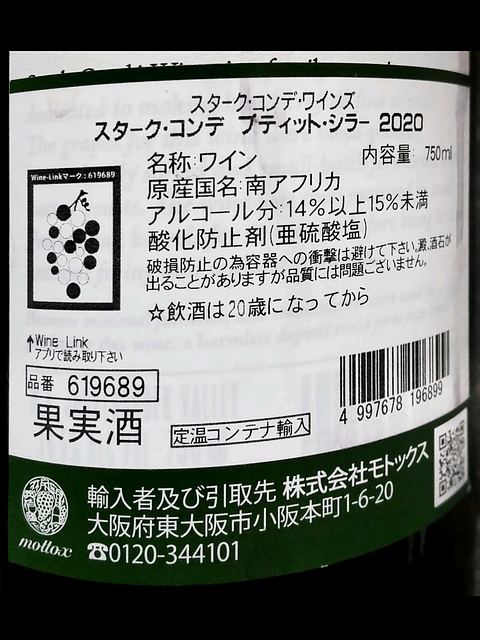 スターク・コンデ・ワインズ
スターク・コンデ プティット・シラー 2020
Wine-Linkマーク：619689
名称：ワイン
内容量 750ml
原産国名：南アフリカ
アルコール分：14％以上15％未満
酸化防止剤(亜硫酸塩)
破損防止の為容器への衝撃は避けて下さい。澱、酒石が
出ることがありますが品質には問題ございません。
☆飲酒は20歳になってから
↑Wine Link
アプリで読み取り下さい
品番 619689
4 997678 196899
果実酒
定温コンテナ輸入
輸入者及び引取先 株式会社モトックス
大阪府東大阪市小阪本町1-6-20
☎0120-344101
mottox